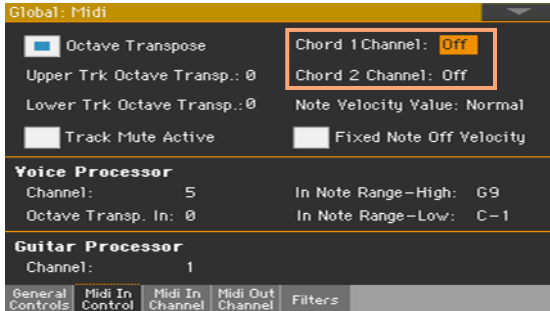 Global: Midi
Octave Transpose
Chord 1 Channel: Off
Upper Trk Octave Transp.: 0
Chord 2 Channel: Off
Lower Trk Octave Transp.: 0
Note Velocity Value: Normal
Track Mute Active
Fixed Note Off Velocity
Voice Processor
Channel: 5
In Note Range-High: G9
Octave Transp. In: 0
In Note Range-Low: C-1
Guitar Processor
Channel: 1
General Controls
Midi In Control
Midi In Channel
Midi Out Channel
Filters